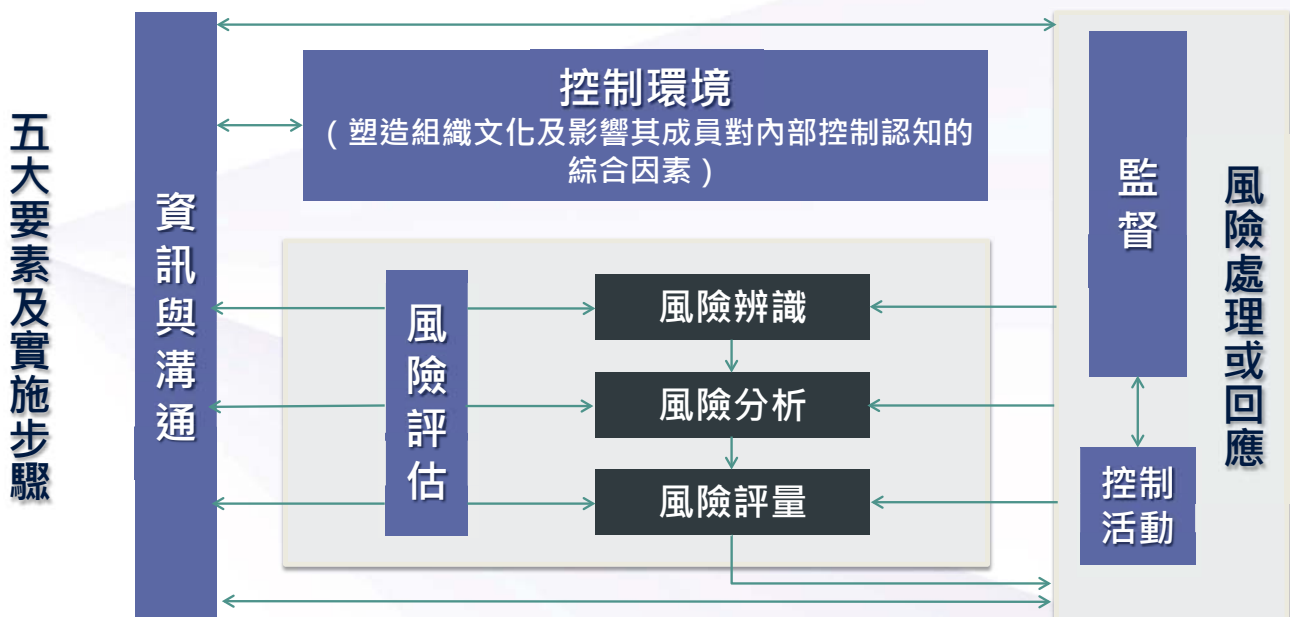 五大要素及實施步驟
資訊與溝通
控制環境
（塑造組織文化及影響其成員對內部控制認知的
綜合因素）
風險評估
風險辨識
風險分析
風險評量
監督
控制
活動
風險處理或回應